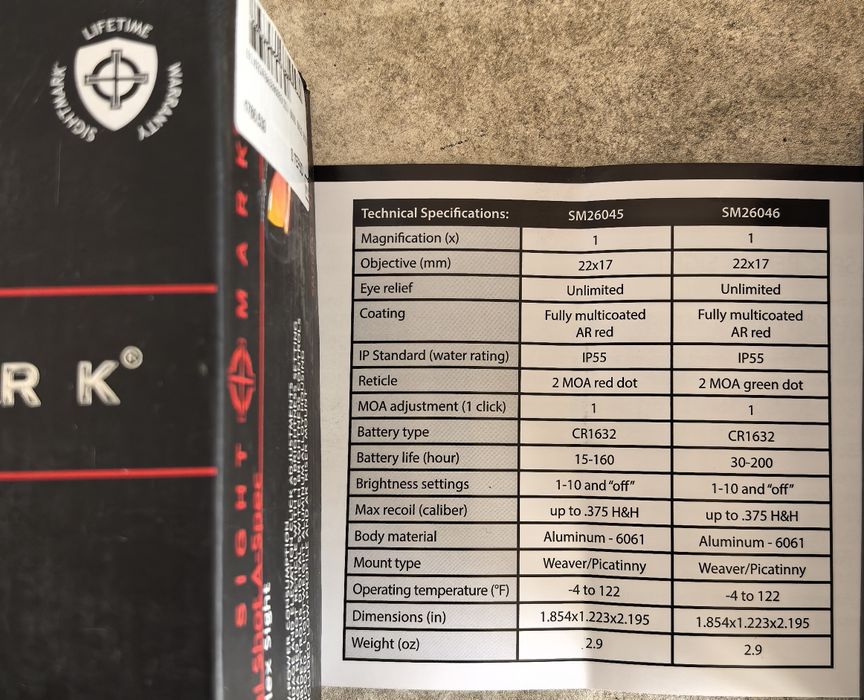 LIFETIME
WARRANTY
SIGHTMARK
RK®
SIGHTMARK
Technical Specifications: SM26045 SM26046
Magnification (x) 1 1
Objective (mm) 22x17 22x17
Eye relief Unlimited Unlimited
Coating Fully multicoated Fully multicoated
AR red AR red
IP Standard (water rating) IP55 IP55
Reticle 2 MOA red dot 2 MOA green dot
MOA adjustment (1 click) 1 1
Battery type CR1632 CR1632
Battery life (hour) 15-160 30-200
Brightness settings 1-10 and “off” 1-10 and “off”
Max recoil (caliber) up to .375 H&H up to .375 H&H
Body material Aluminum - 6061 Aluminum - 6061
Mount type Weaver/Picatinny Weaver/Picatinny
Operating temperature (°F) -4 to 122 -4 to 122
Dimensions (in) 1.854x1.223x2.195 1.854x1.223x2.195
Weight (oz) 2.9 2.9